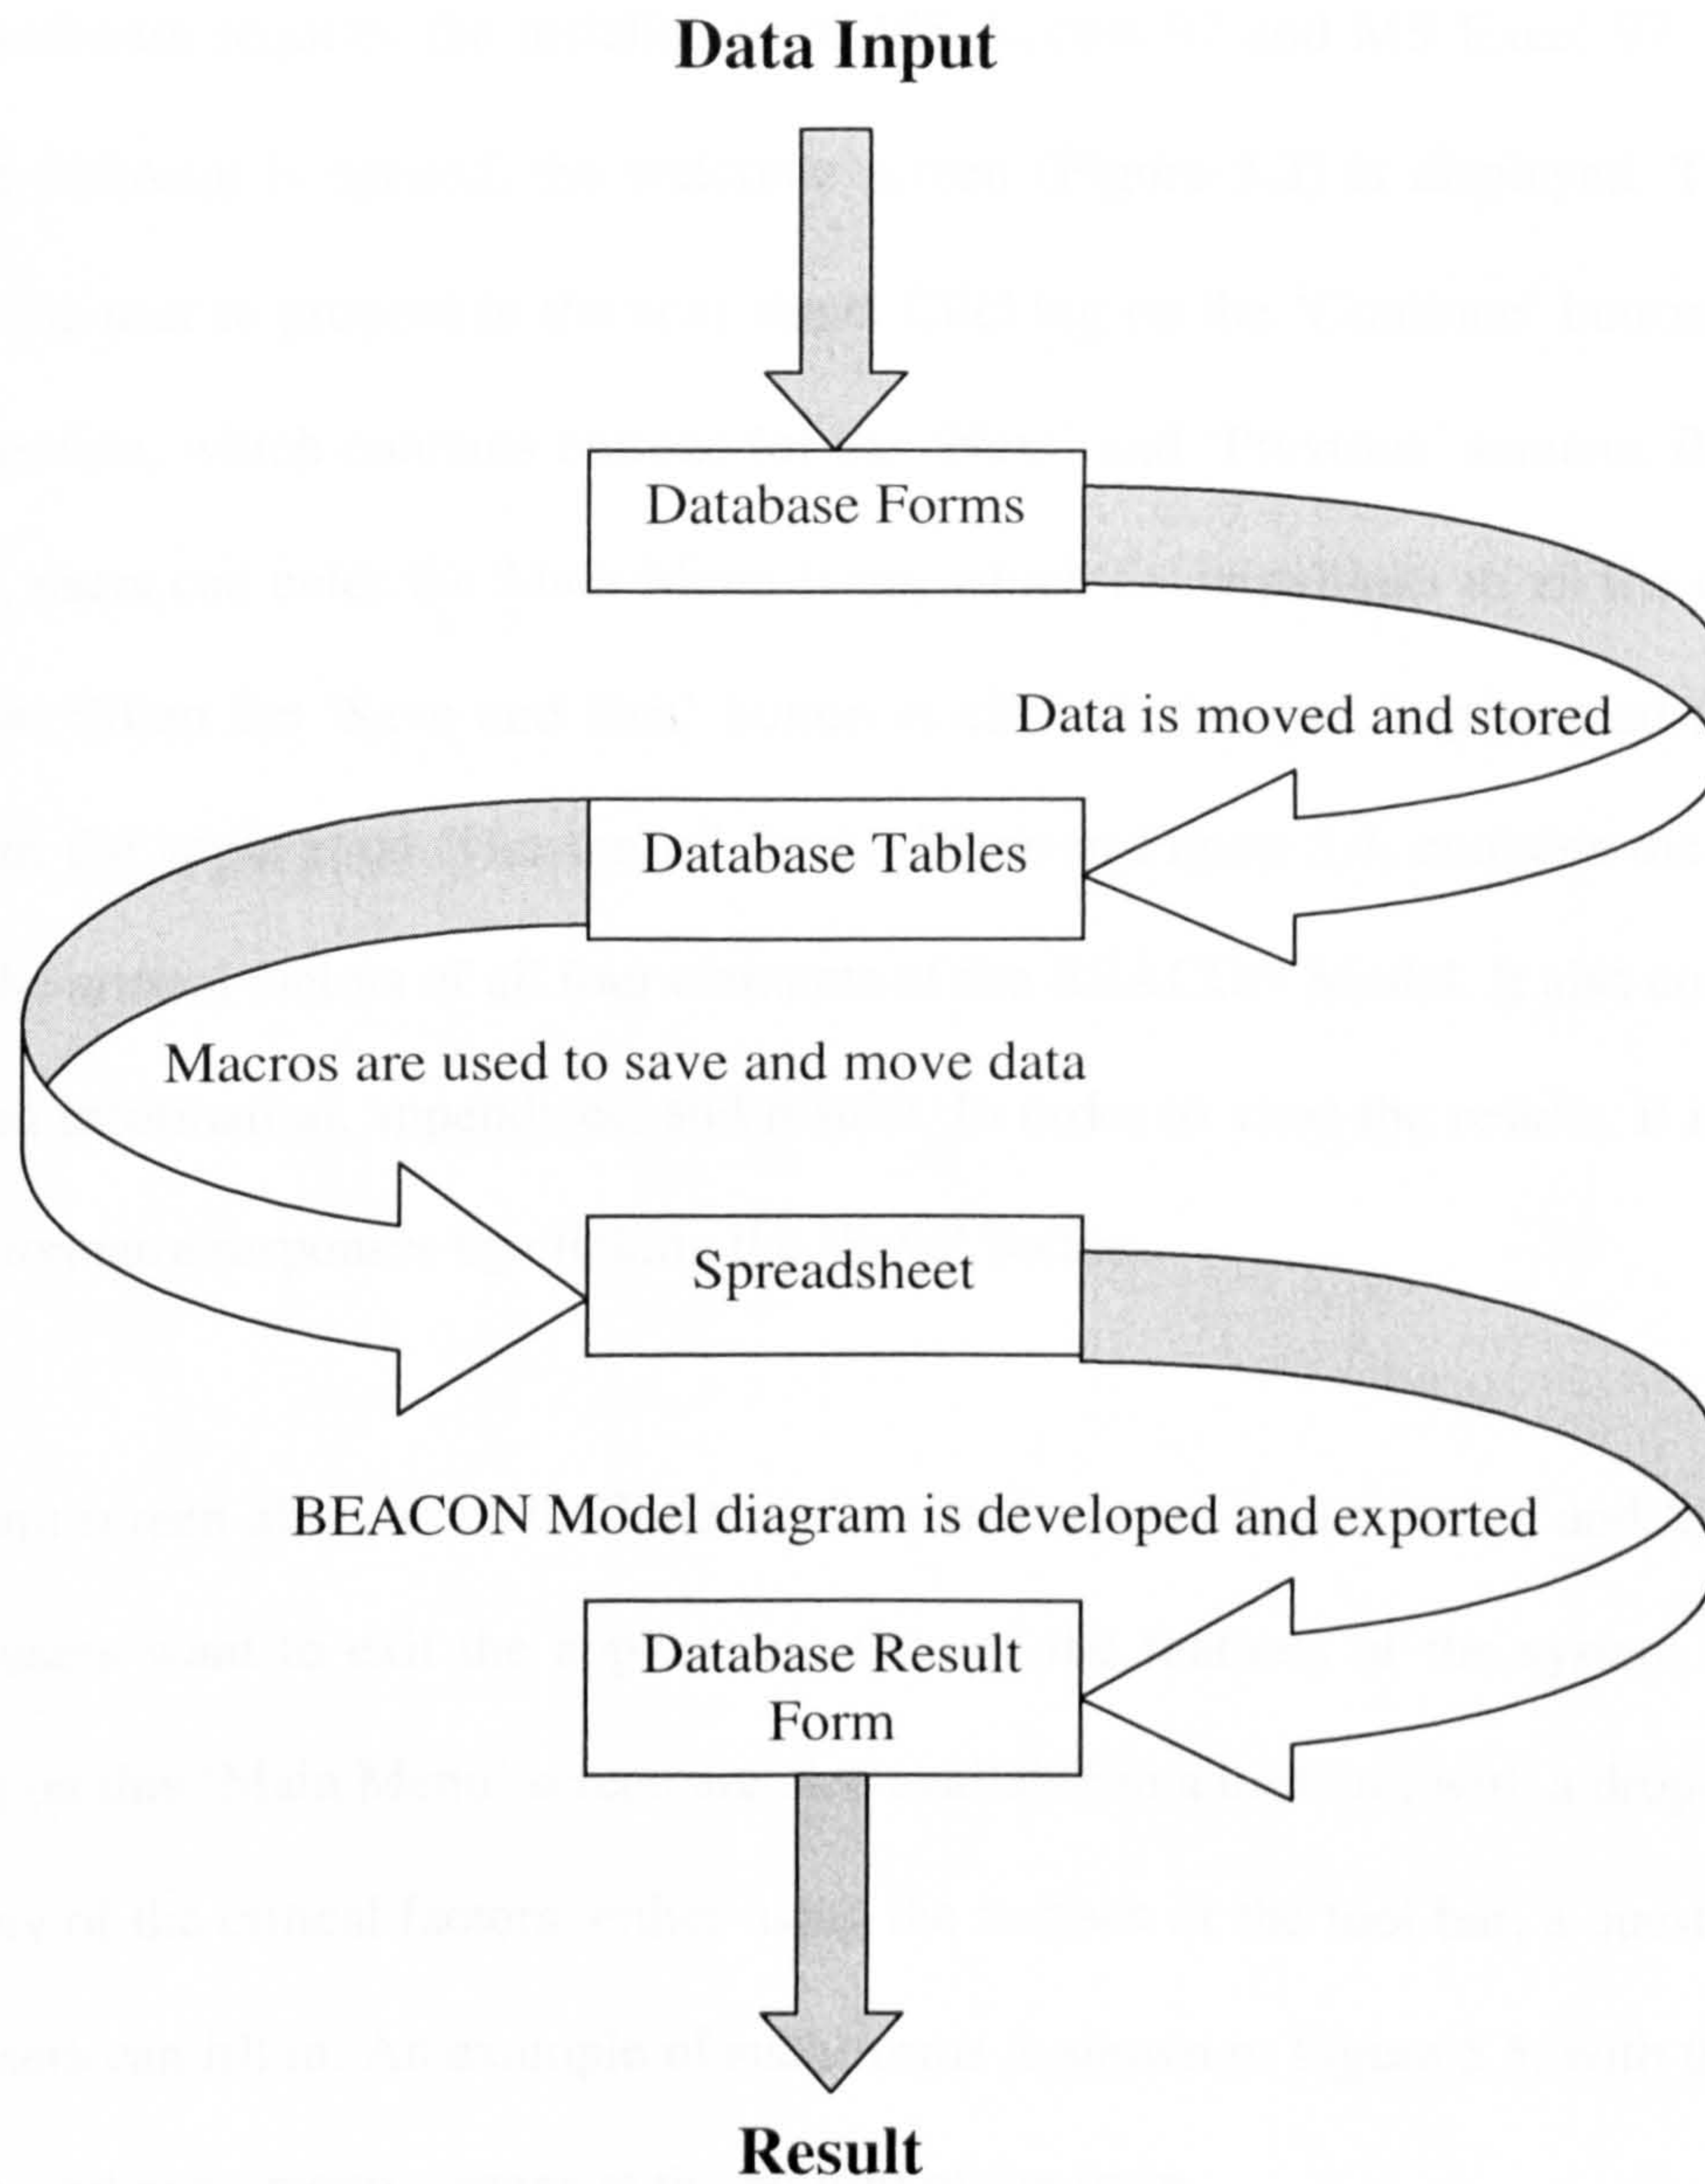 Data Input
Database Forms
Data is moved and stored
Database Tables
Macros are used to save and move data
Spreadsheet
BEACON Model diagram is developed and exported
Database Result
Form
Result